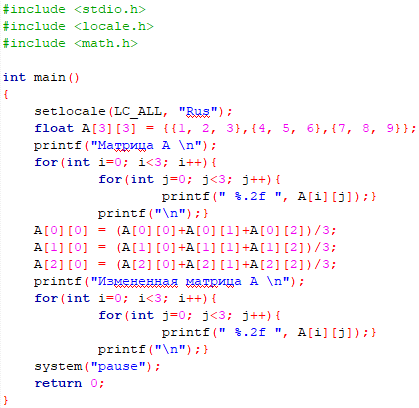 #include <stdio.h>
#include <locale.h>
#include <math.h>

int main()
{
    setlocale(LC_ALL, "Rus");
    float A[3][3] = {{1, 2, 3},{4, 5, 6},{7, 8, 9}};
    printf("Матрица А \n");
    for(int i=0; i<3; i++){
            for(int j=0; j<3; j++){
                    printf(" %.2f ", A[i][j]);}
            printf("\n");}
    A[0][0] = (A[0][0]+A[0][1]+A[0][2])/3;
    A[1][0] = (A[1][0]+A[1][1]+A[1][2])/3;
    A[2][0] = (A[2][0]+A[2][1]+A[2][2])/3;
    printf("Измененная матрица А \n");
    for(int i=0; i<3; i++){
            for(int j=0; j<3; j++){
                    printf(" %.2f ", A[i][j]);}
            printf("\n");}
    system("pause");
    return 0;
}